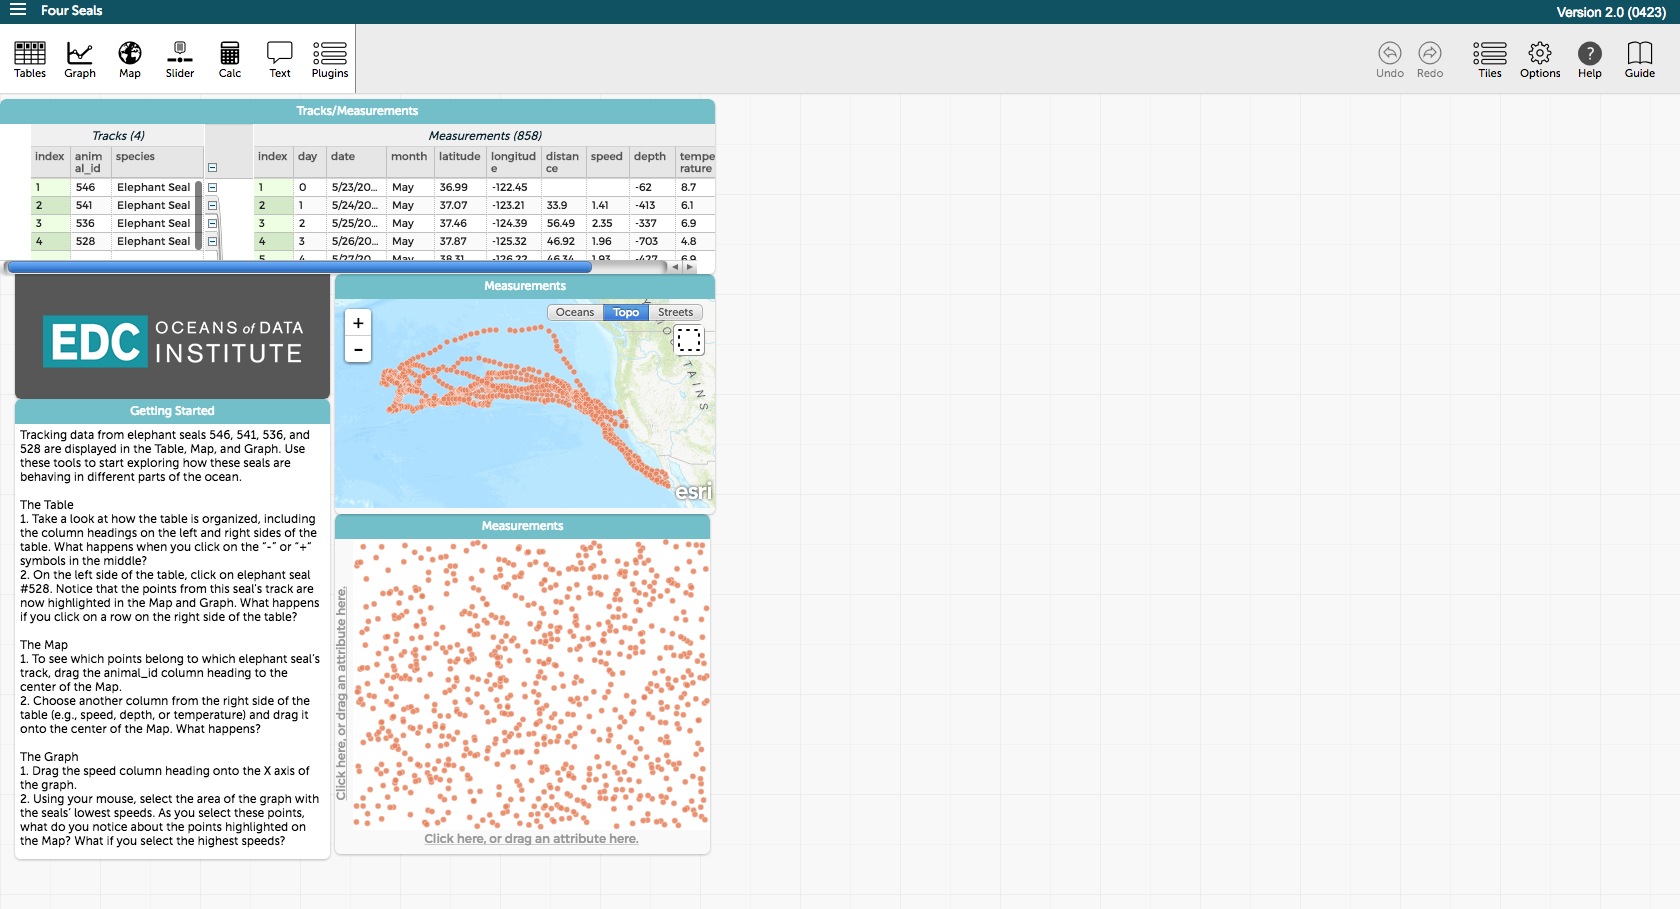 Four Seals
Version 2.0 (0423)
Tables Graph Map Slider Calc Text Plugins
Undo Redo Tiles Options Help Guide
Tracks/Measurements
Tracks (4) Measurements (858)
index anim species index day date month latitude longitud distan speed depth tempe
al_id e ce rature
1 546 Elephant Seal 1 0 5/23/20... May 36.99 -122.45 -62 8.7
2 541 Elephant Seal 2 1 5/24/20... May 37.07 -123.21 33.9 1.41 -413 6.1
3 536 Elephant Seal 3 2 5/25/20... May 37.46 -124.39 56.49 2.35 -337 6.9
4 528 Elephant Seal 4 3 5/26/20... May 37.87 -125.32 46.92 1.96 -703 4.8
5 4 5/27/20... May 38.31 -126.22 46.34 1.93 -427 6.9
EDC OCEANS of DATA
INSTITUTE
Getting Started
Tracking data from elephant seals 546, 541, 536, and
528 are displayed in the Table, Map, and Graph. Use
these tools to start exploring how these seals are
behaving in different parts of the ocean.
The Table
1. Take a look at how the table is organized, including
the column headings on the left and right sides of the
table. What happens when you click on the "-" or "+"
symbols in the middle?
2. On the left side of the table, click on elephant seal
#528. Notice that the points from this seal's track are
now highlighted in the Map and Graph. What happens
if you click on a row on the right side of the table?
The Map
1. To see which points belong to which elephant seal's
track, drag the animal_id column heading to the
center of the Map.
2. Choose another column from the right side of the
table (e.g., speed, depth, or temperature) and drag it
onto the center of the Map. What happens?
The Graph
1. Drag the speed column heading onto the X axis of
the graph.
2. Using your mouse, select the area of the graph with
the seals' lowest speeds. As you select these points,
what do you notice about the points highlighted on
the Map? What if you select the highest speeds?
Measurements
+
-
Oceans Topo Streets
TAINS
esri
Measurements
Click here, or drag an attribute here.
Click here, or drag an attribute here.